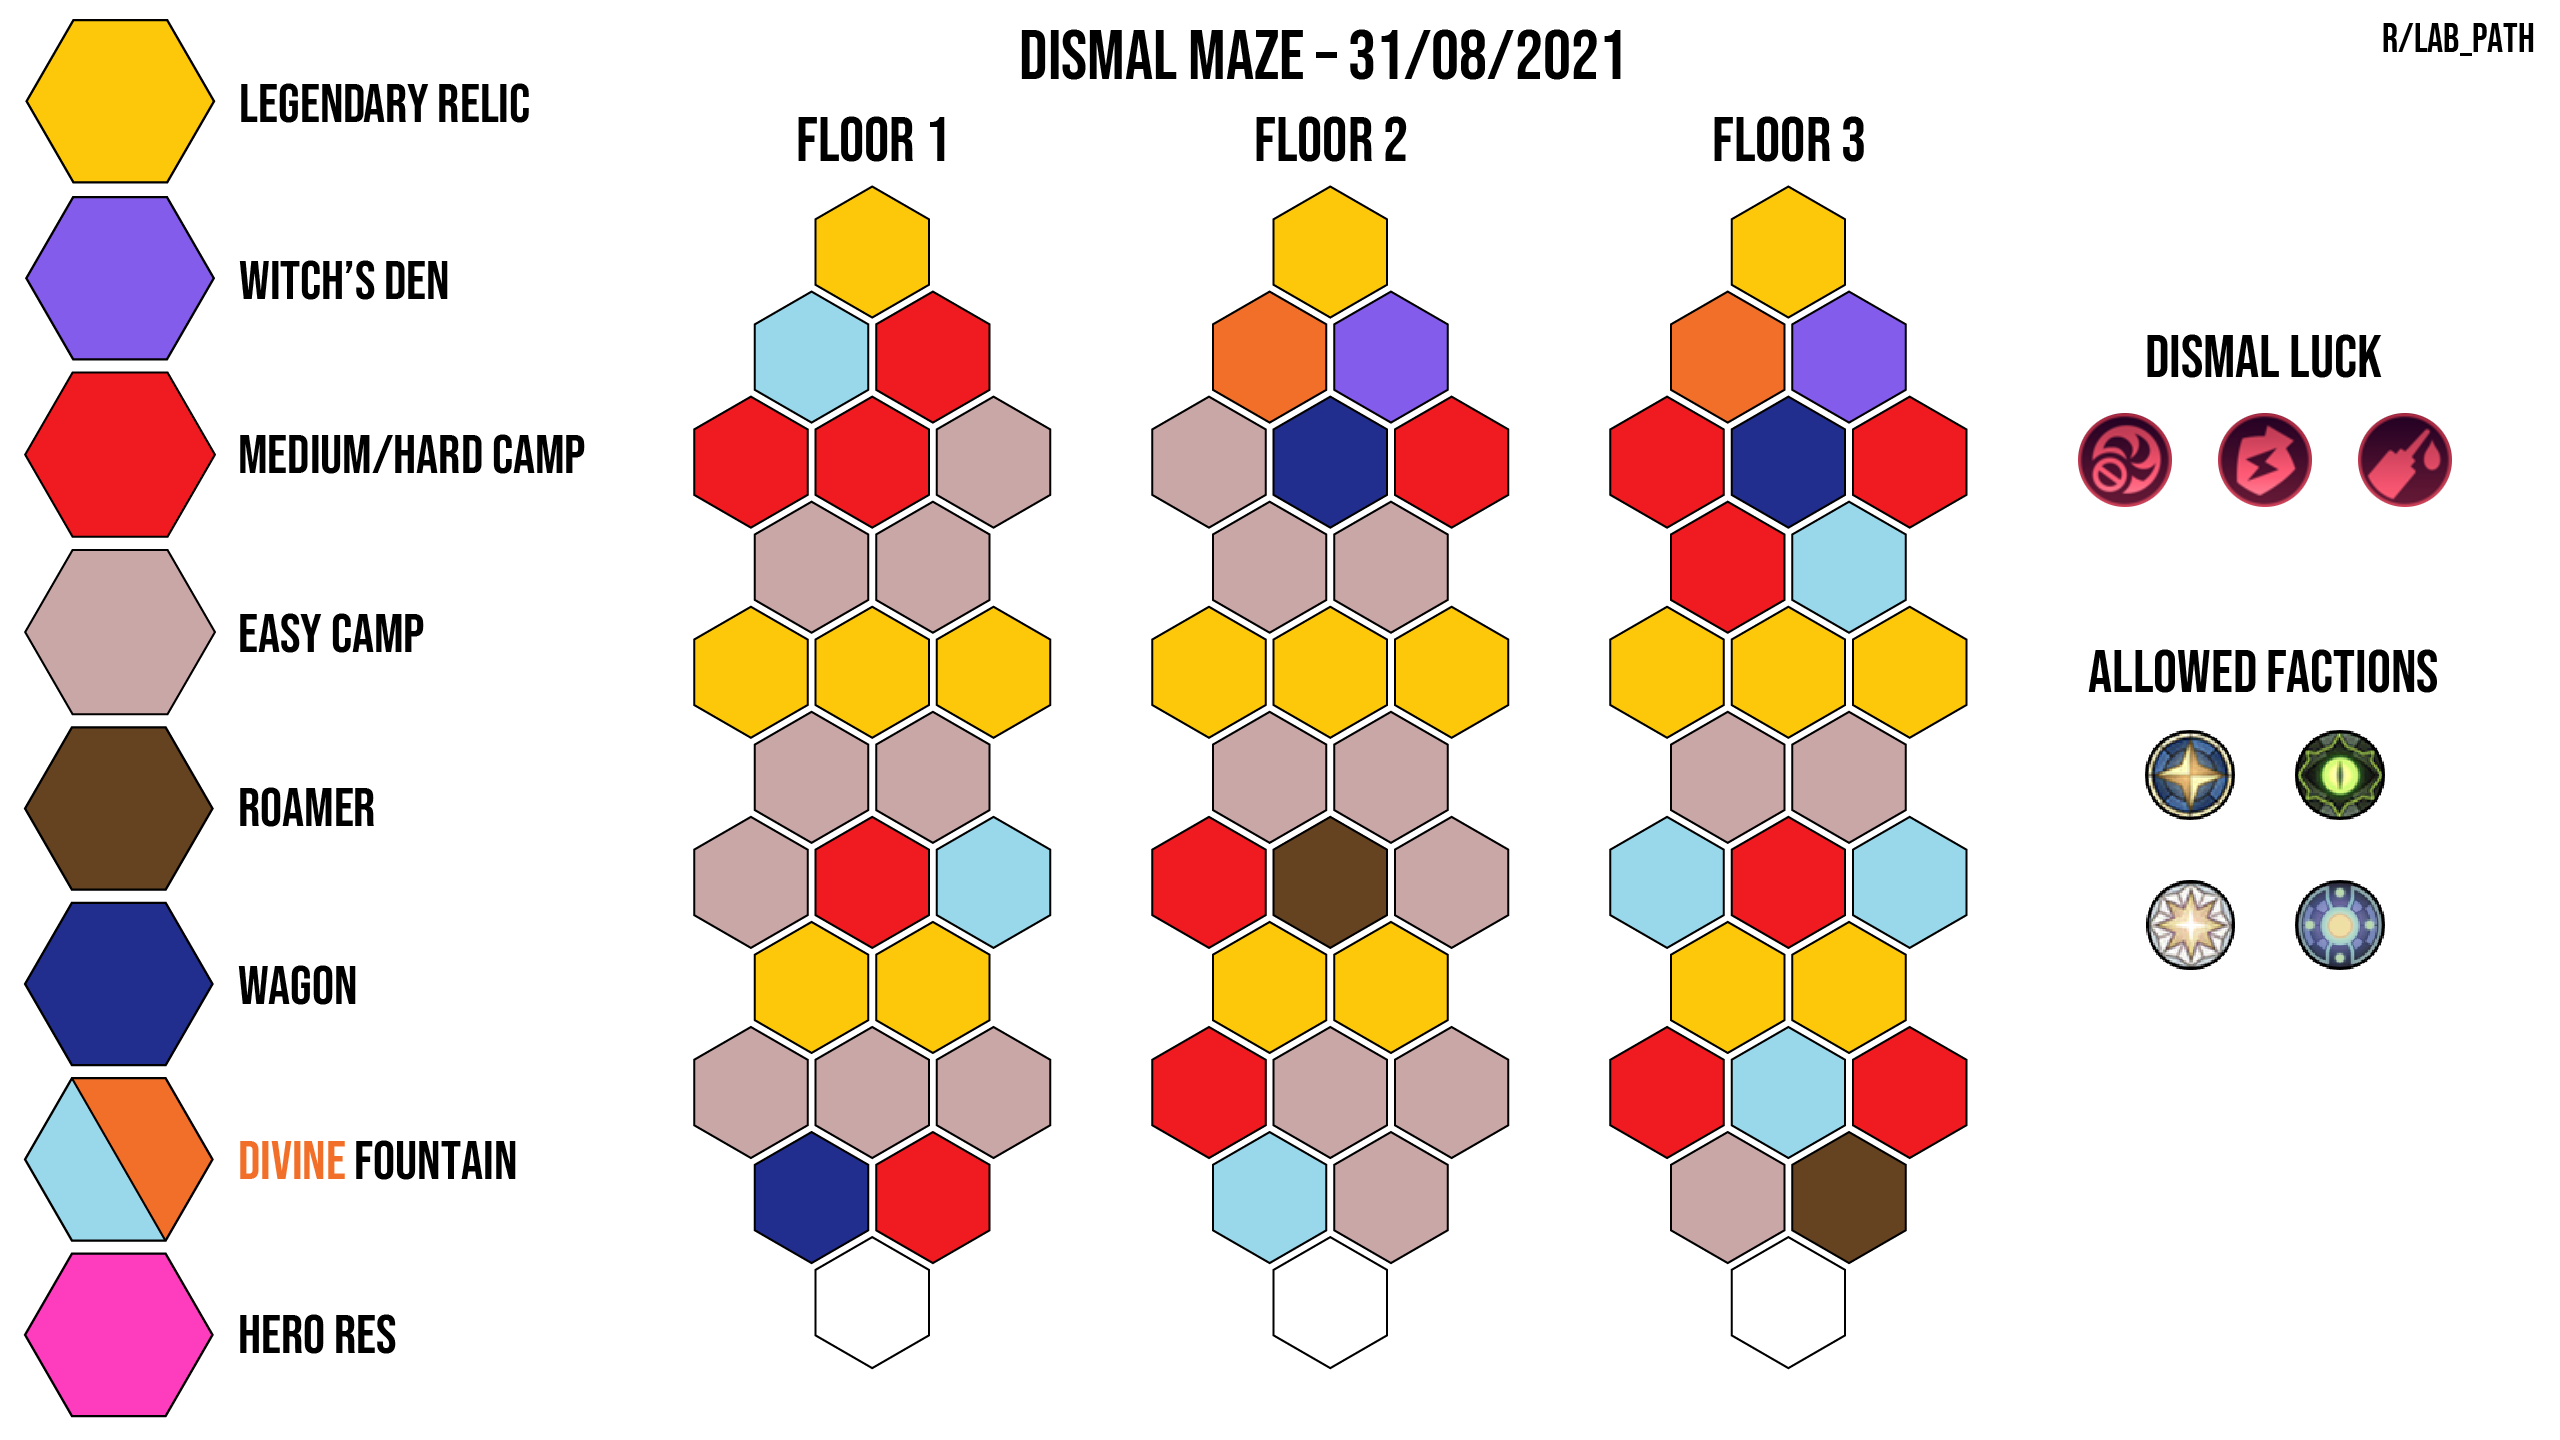 DISMAL MAZE – 31/08/2021
R/LAB_PATH
LEGENDARY RELIC
WITCH'S DEN
MEDIUM/HARD CAMP
EASY CAMP
ROAMER
WAGON
DIVINE FOUNTAIN
HERO RES
FLOOR 1
FLOOR 2
FLOOR 3
DISMAL LUCK
ALLOWED FACTIONS